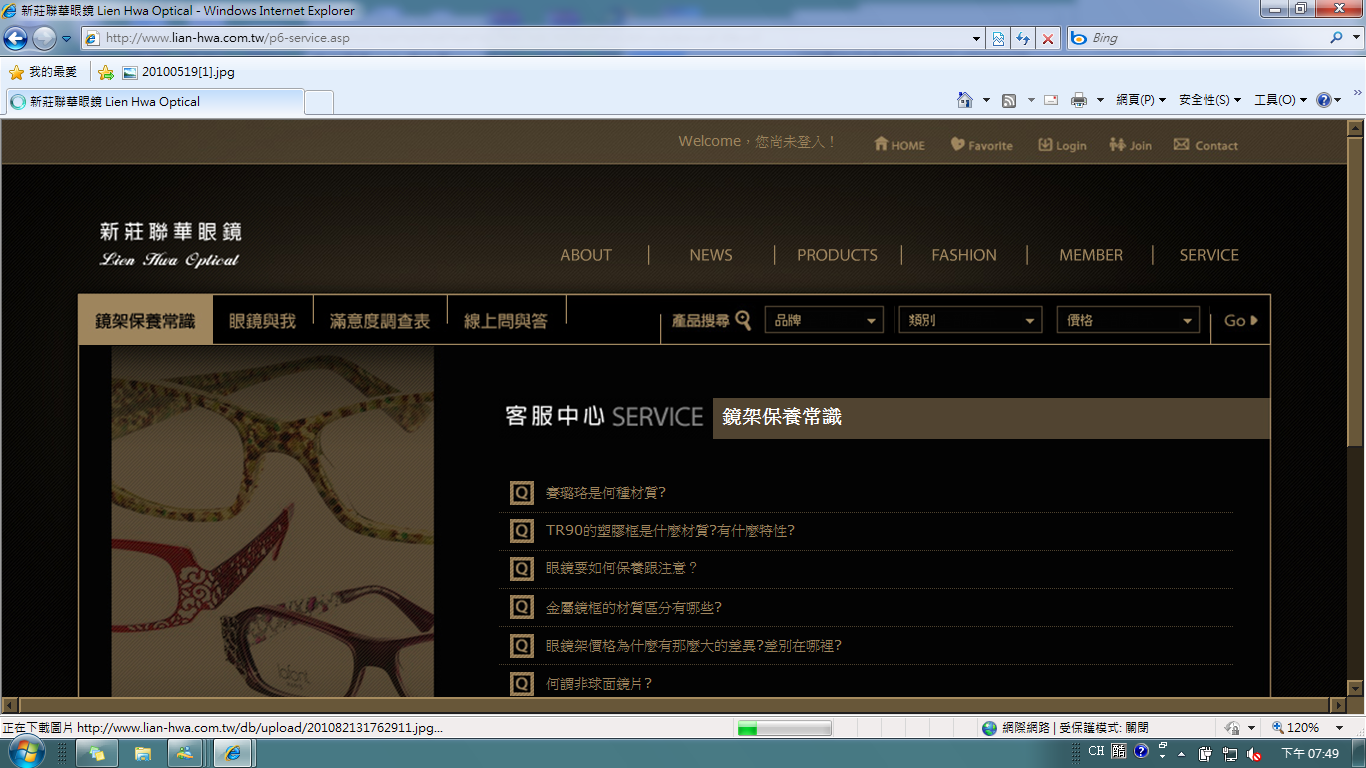 新莊聯華眼鏡 Lien Hwa Optical - Windows Internet Explorer
http://www.lian-hwa.com.tw/p6-service.asp
Bing
我的最愛 20100519[1].jpg
新莊聯華眼鏡 Lien Hwa Optical
網頁(P) 安全性(S) 工具(O)
Welcome，您尚未登入！ HOME Favorite Login Join Contact
新莊聯華眼鏡
Lien Hwa Optical
ABOUT NEWS PRODUCTS FASHION MEMBER SERVICE
鏡架保養常識 眼鏡與我 滿意度調查表 線上問與答 產品搜尋 品牌 類別 價格 Go
客服中心 SERVICE 鏡架保養常識
Q 賽璐珞是何種材質?
Q TR90的塑膠框是什麼材質?有什麼特性?
Q 眼鏡要如何保養跟注意？
Q 金屬鏡框的材質區分有哪些?
Q 眼鏡架價格為什麼有那麼大的差異?差別在哪裡?
Q 何謂非球面鏡片?
lafont
正在下載圖片 http://www.lian-hwa.com.tw/db/upload/201082131762911.jpg...
網際網路 | 受保護模式: 關閉
120%
CH
下午 07:49